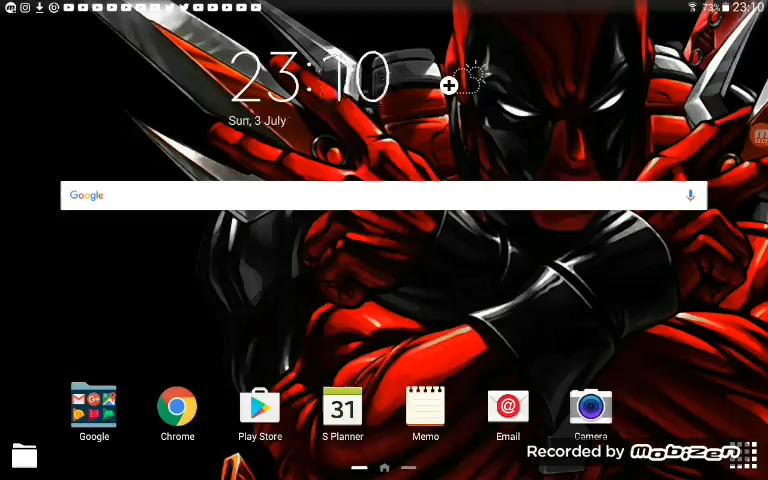 73% 23:10
23:10
Sun, 3 July
Google
31
Google
Chrome
Play Store
S Planner
Memo
Email
Camera
Recorded by Mobizen